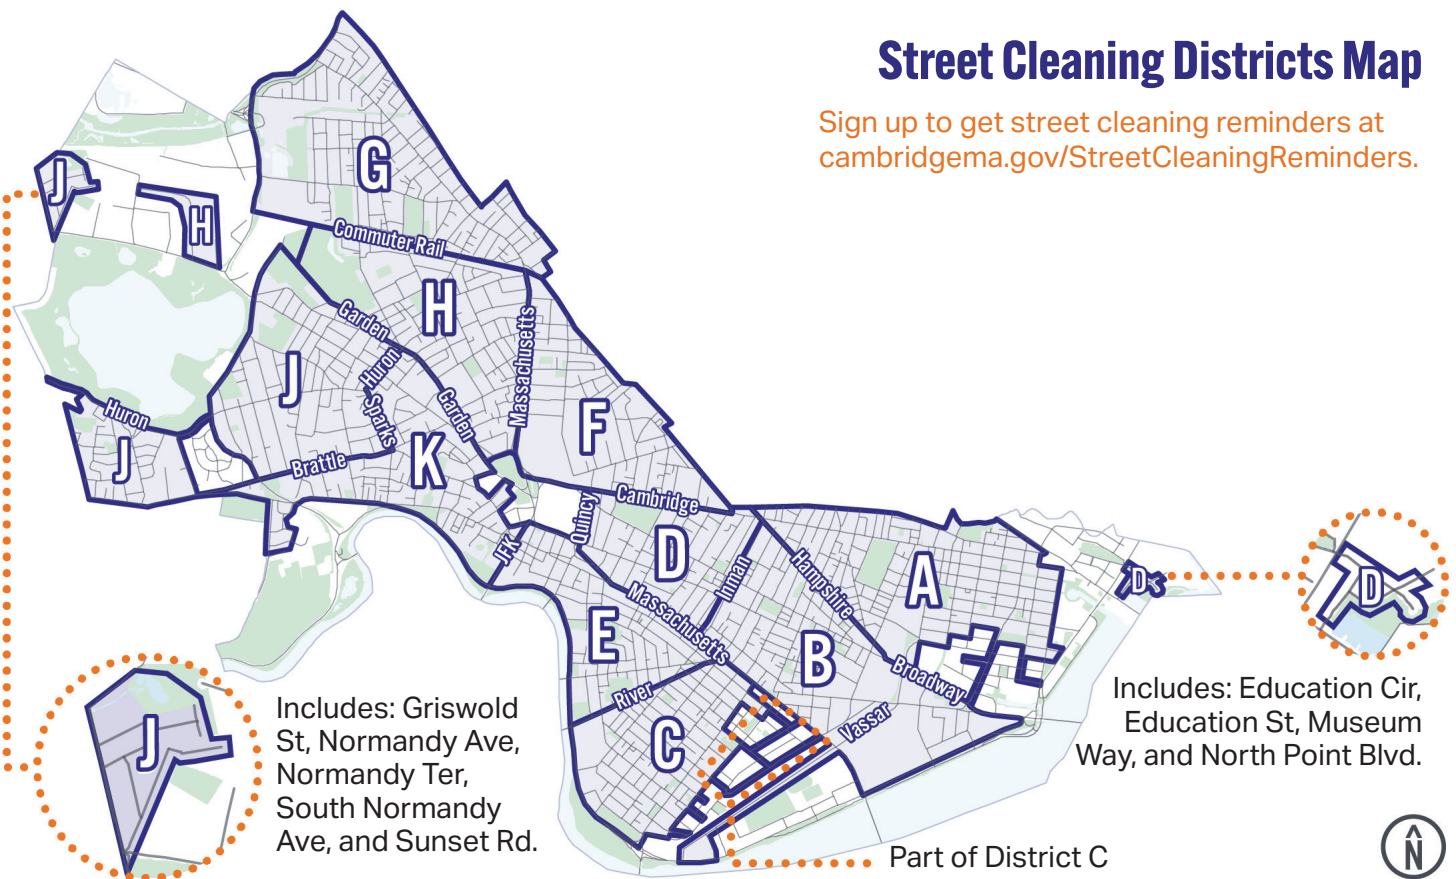 Street Cleaning Districts Map
Sign up to get street cleaning reminders at
cambridgema.gov/StreetCleaningReminders.
G
J
H
Commuter Rail
H
Garden
Massachusetts
Huron
J
Sparks
Garden
Huron
F
J
Brattle
K
Cambridge
Quincy
JFK
D
Inman
Hampshire
A
D
D
Massachusetts
E
B
Broadway
River
Vassar
C
J
Includes: Griswold
St, Normandy Ave,
Normandy Ter,
South Normandy
Ave, and Sunset Rd.
Includes: Education Cir,
Education St, Museum
Way, and North Point Blvd.
Part of District C
N